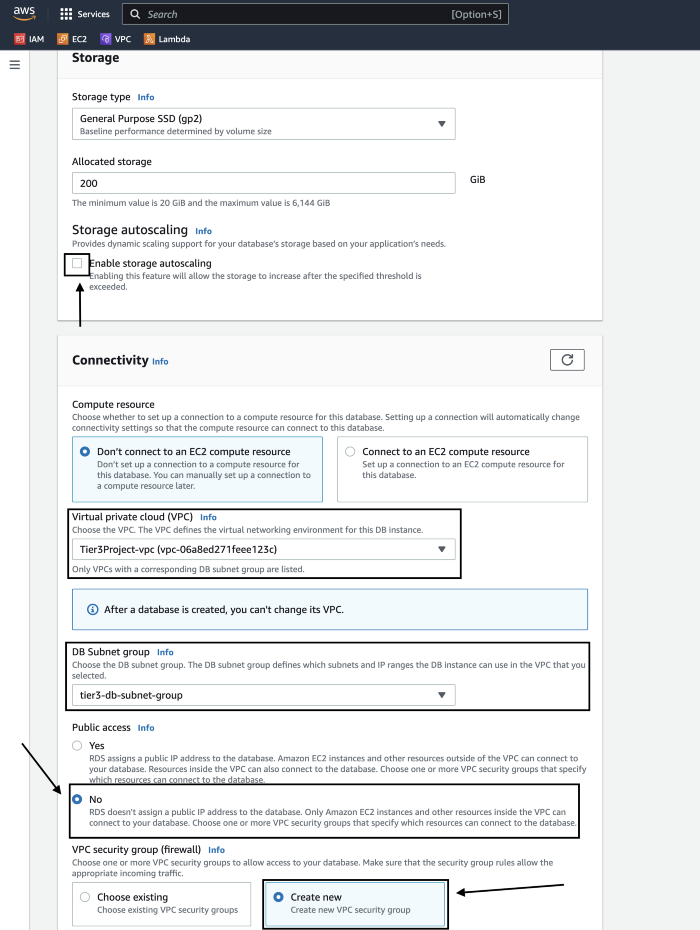 aws
Services
Search
[Option+S]
IAM
EC2
VPC
Lambda
Storage
Storage type Info
General Purpose SSD (gp2)
Baseline performance determined by volume size
Allocated storage
200
GiB
The minimum value is 20 GiB and the maximum value is 6,144 GiB
Storage autoscaling Info
Provides dynamic scaling support for your database's storage based on your application's needs.
Enable storage autoscaling
Enabling this feature will allow the storage to increase after the specified threshold is
exceeded.
Connectivity Info
Compute resource
Choose whether to set up a connection to a compute resource for this database. Setting up a connection will automatically change
connectivity settings so that the compute resource can connect to this database.
Don't connect to an EC2 compute resource
Don't set up a connection to a compute resource for
this database. You can manually set up a connection to
a compute resource later.
Connect to an EC2 compute resource
Set up a connection to an EC2 compute resource for
this database.
Virtual private cloud (VPC) Info
Choose the VPC. The VPC defines the virtual networking environment for this DB instance.
Tier3Project-vpc (vpc-06a8ed271feee123c)
Only VPCs with a corresponding DB subnet group are listed.
After a database is created, you can't change its VPC.
DB Subnet group Info
Choose the DB subnet group. The DB subnet group defines which subnets and IP ranges the DB instance can use in the VPC that you
selected.
tier3-db-subnet-group
Public access Info
Yes
RDS assigns a public IP address to the database. Amazon EC2 instances and other resources outside of the VPC can connect to
your database. Resources inside the VPC can also connect to the database. Choose one or more VPC security groups that specify
which resources can connect to the database.
No
RDS doesn't assign a public IP address to the database. Only Amazon EC2 instances and other resources inside the VPC can
connect to your database. Choose one or more VPC security groups that specify which resources can connect to the database.
VPC security group (firewall) Info
Choose one or more VPC security groups to allow access to your database. Make sure that the security group rules allow the
appropriate incoming traffic.
Choose existing
Choose existing VPC security groups
Create new
Create new VPC security group